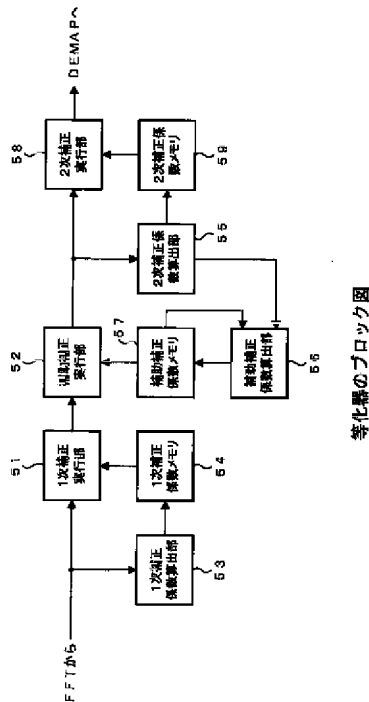 FFTから
51
1次補正
実行部
52
補助補正
実行部
58
2次補正
実行部
DEMAPへ
53
1次補正係
数算出部
54
1次補正
係数メモリ
57
補助補正
係数メモリ
56
補助補正
係数算出部
55
2次補正係
数算出部
59
2次補正係
数メモリ
等化器のブロック図